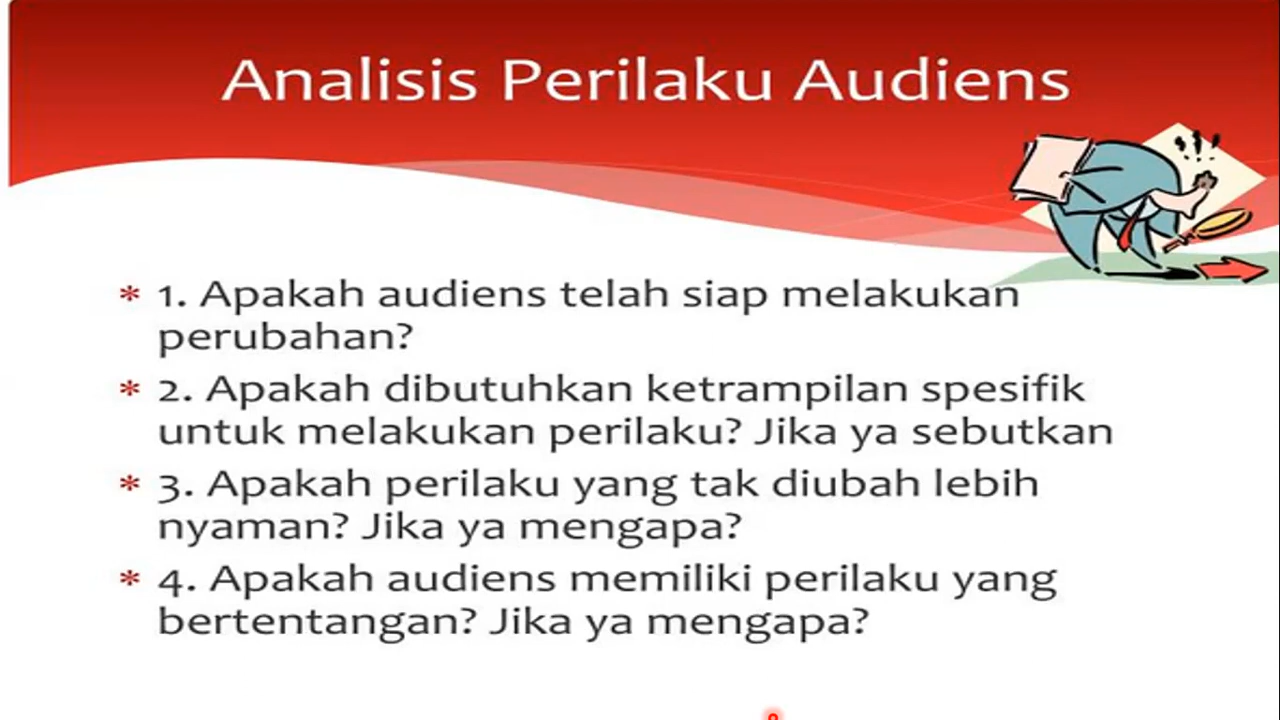 Analisis Perilaku Audiens
* 1. Apakah audiens telah siap melakukan
perubahan?
* 2. Apakah dibutuhkan ketrampilan spesifik
untuk melakukan perilaku? Jika ya sebutkan
* 3. Apakah perilaku yang tak diubah lebih
nyaman? Jika ya mengapa?
* 4. Apakah audiens memiliki perilaku yang
bertentangan? Jika ya mengapa?